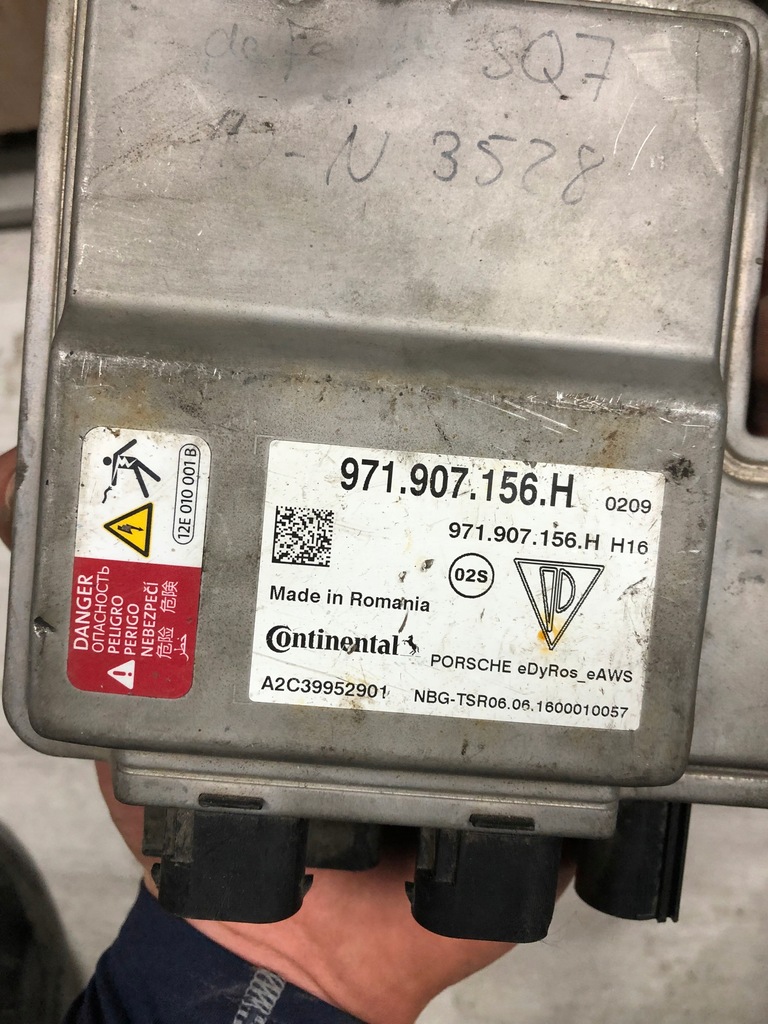 SQ7
-N 3528
12E 010 001 B
DANGER
ОПАСНОСТЬ
PELIGRO
PERIGO
NEBEZPEČÍ
危险 危険
خطر
971.907.156.H 0209
971.907.156.H H16
02S
Made in Romania
Continental
PORSCHE eDyRos_eAWS
A2C39952901 NBG-TSR06.06.1600010057